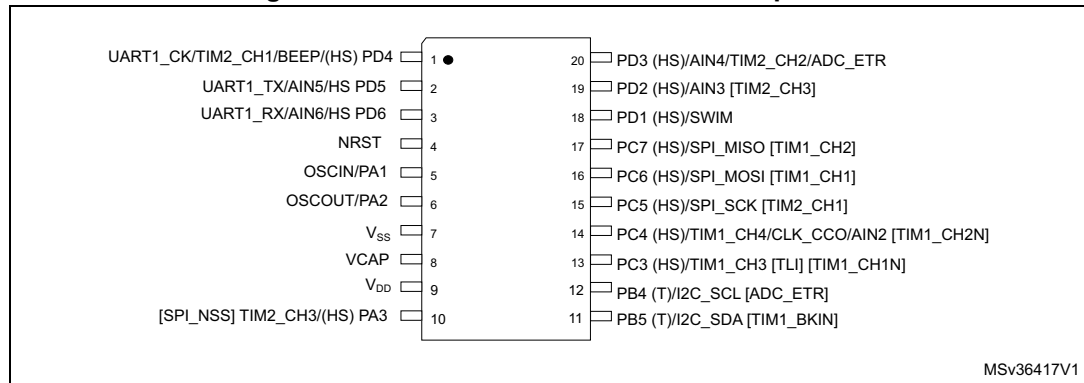 UART1_CK/TIM2_CH1/BEEP/(HS) PD4 1 20 PD3 (HS)/AIN4/TIM2_CH2/ADC_ETR
UART1_TX/AIN5/HS PD5 2 19 PD2 (HS)/AIN3 [TIM2_CH3]
UART1_RX/AIN6/HS PD6 3 18 PD1 (HS)/SWIM
NRST 4 17 PC7 (HS)/SPI_MISO [TIM1_CH2]
OSCIN/PA1 5 16 PC6 (HS)/SPI_MOSI [TIM1_CH1]
OSCOUT/PA2 6 15 PC5 (HS)/SPI_SCK [TIM2_CH1]
VSS 7 14 PC4 (HS)/TIM1_CH4/CLK_CCO/AIN2 [TIM1_CH2N]
VCAP 8 13 PC3 (HS)/TIM1_CH3 [TLI] [TIM1_CH1N]
VDD 9 12 PB4 (T)/I2C_SCL [ADC_ETR]
[SPI_NSS] TIM2_CH3/(HS) PA3 10 11 PB5 (T)/I2C_SDA [TIM1_BKIN]
MSv36417V1